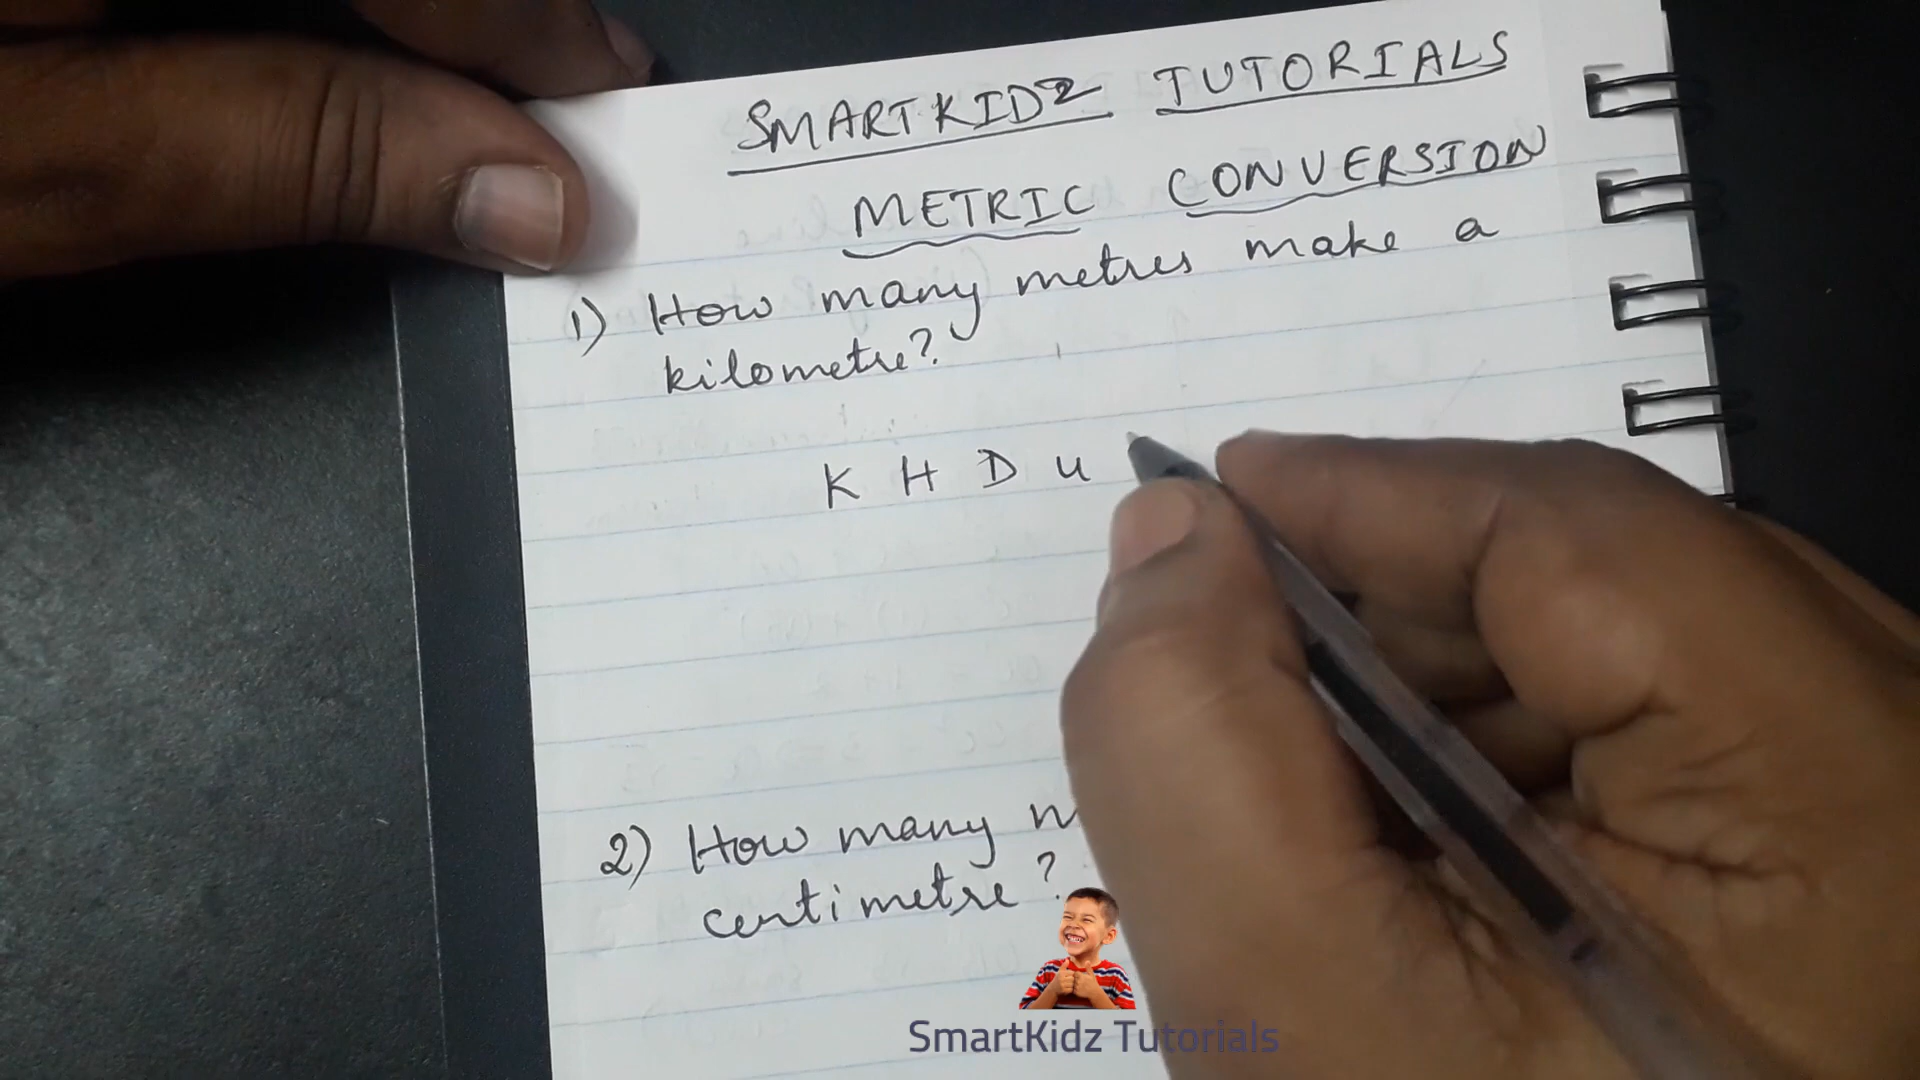 SMARTKIDZ TUTORIALS
METRIC CONVERSION
1) How many metres make a
kilometre?
K H D U
2) How many
centimetre?
SmartKidz Tutorials